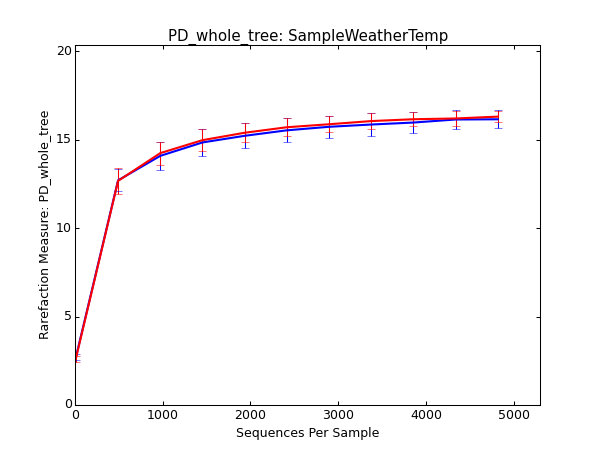 PD_whole_tree: SampleWeatherTemp
20
15
10
5
0
Rarefaction Measure: PD_whole_tree
0 1000 2000 3000 4000 5000
Sequences Per Sample